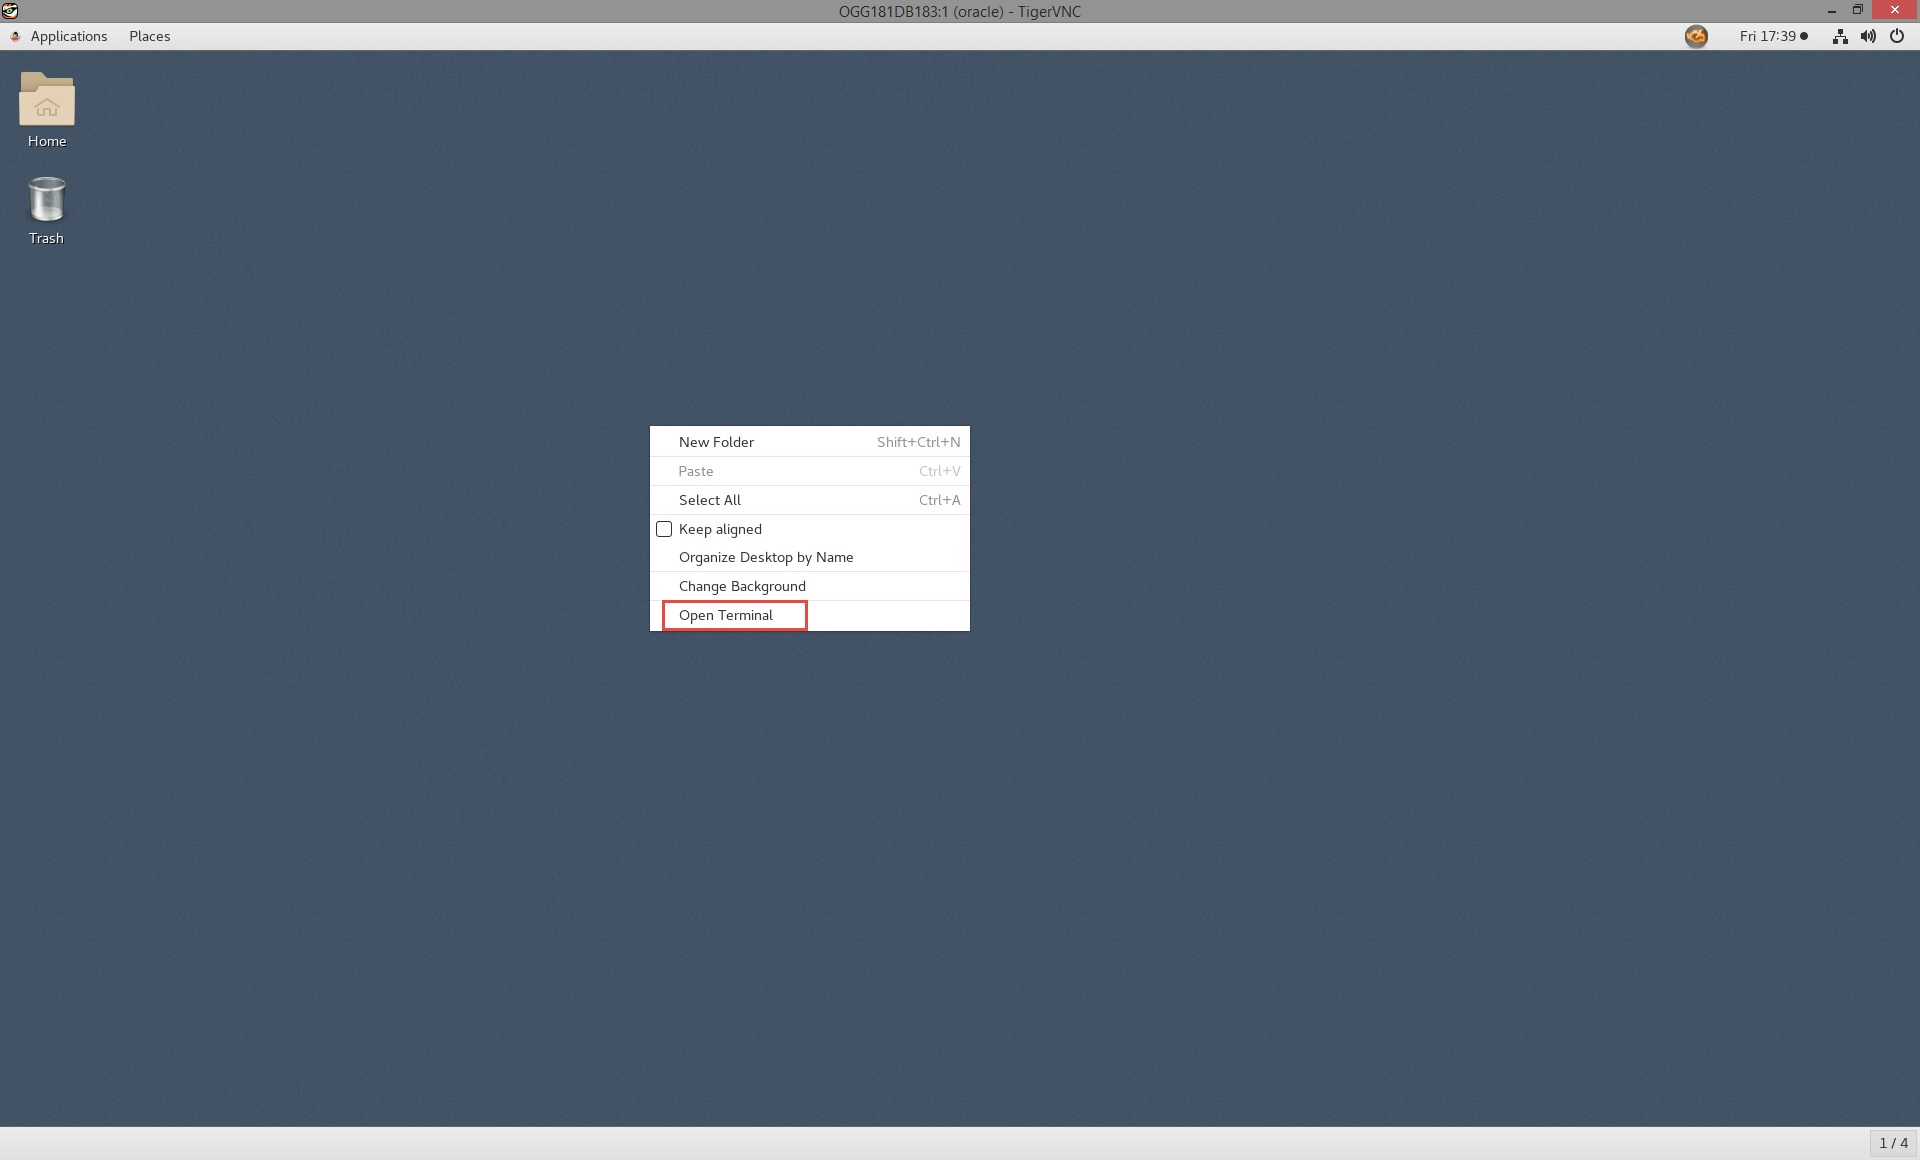 OGG181DB183:1 (oracle) - TigerVNC
Applications Places Fri 17:39
Home
Trash
New Folder Shift+Ctrl+N
Paste Ctrl+V
Select All Ctrl+A
Keep aligned
Organize Desktop by Name
Change Background
Open Terminal
1 / 4